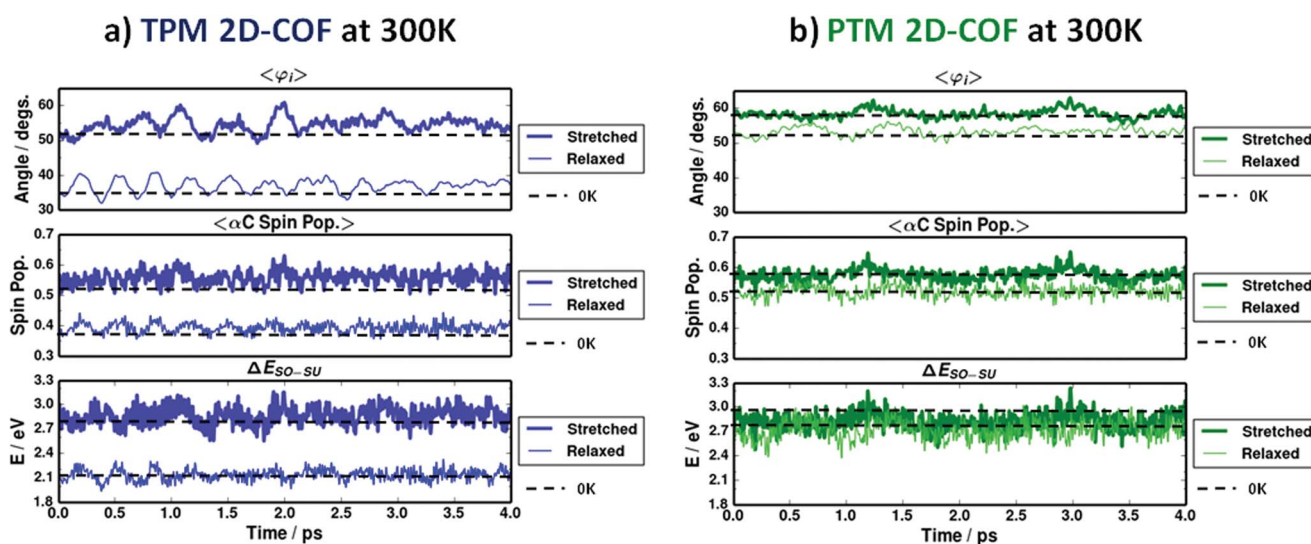 a) TPM 2D-COF at 300K
<φi>
Angle / degs.
60
50
40
30
Stretched
Relaxed
0K
<αC Spin Pop.>
Spin Pop.
0.7
0.6
0.5
0.4
0.3
Stretched
Relaxed
0K
ΔE_SO-SU
E / eV
3.3
3.0
2.7
2.4
2.1
1.8
Stretched
Relaxed
0K
0.0 0.5 1.0 1.5 2.0 2.5 3.0 3.5 4.0
Time / ps
b) PTM 2D-COF at 300K
<φi>
Angle / degs.
60
50
40
30
Stretched
Relaxed
0K
<αC Spin Pop.>
Spin Pop.
0.7
0.6
0.5
0.4
0.3
Stretched
Relaxed
0K
ΔE_SO-SU
E / eV
3.3
3.0
2.7
2.4
2.1
1.8
Stretched
Relaxed
0K
0.0 0.5 1.0 1.5 2.0 2.5 3.0 3.5 4.0
Time / ps